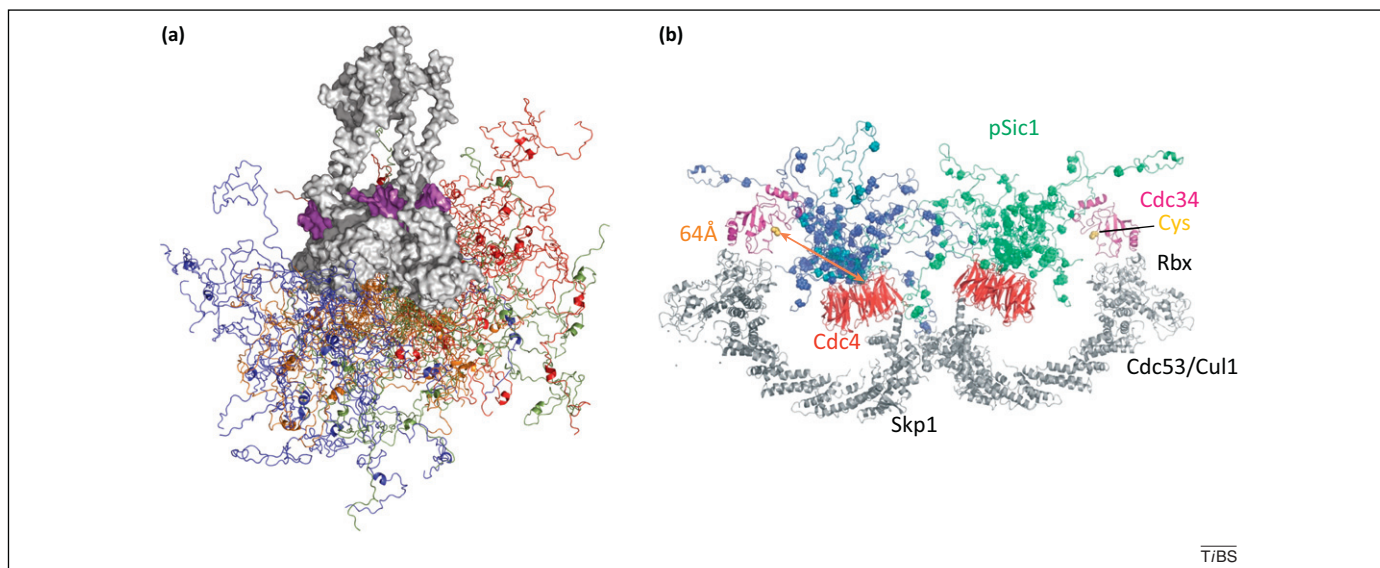 (a)
(b)
pSic1
Cdc34
Cys
64Å
Rbx
Cdc4
Cdc53/Cul1
Skp1
TiBS